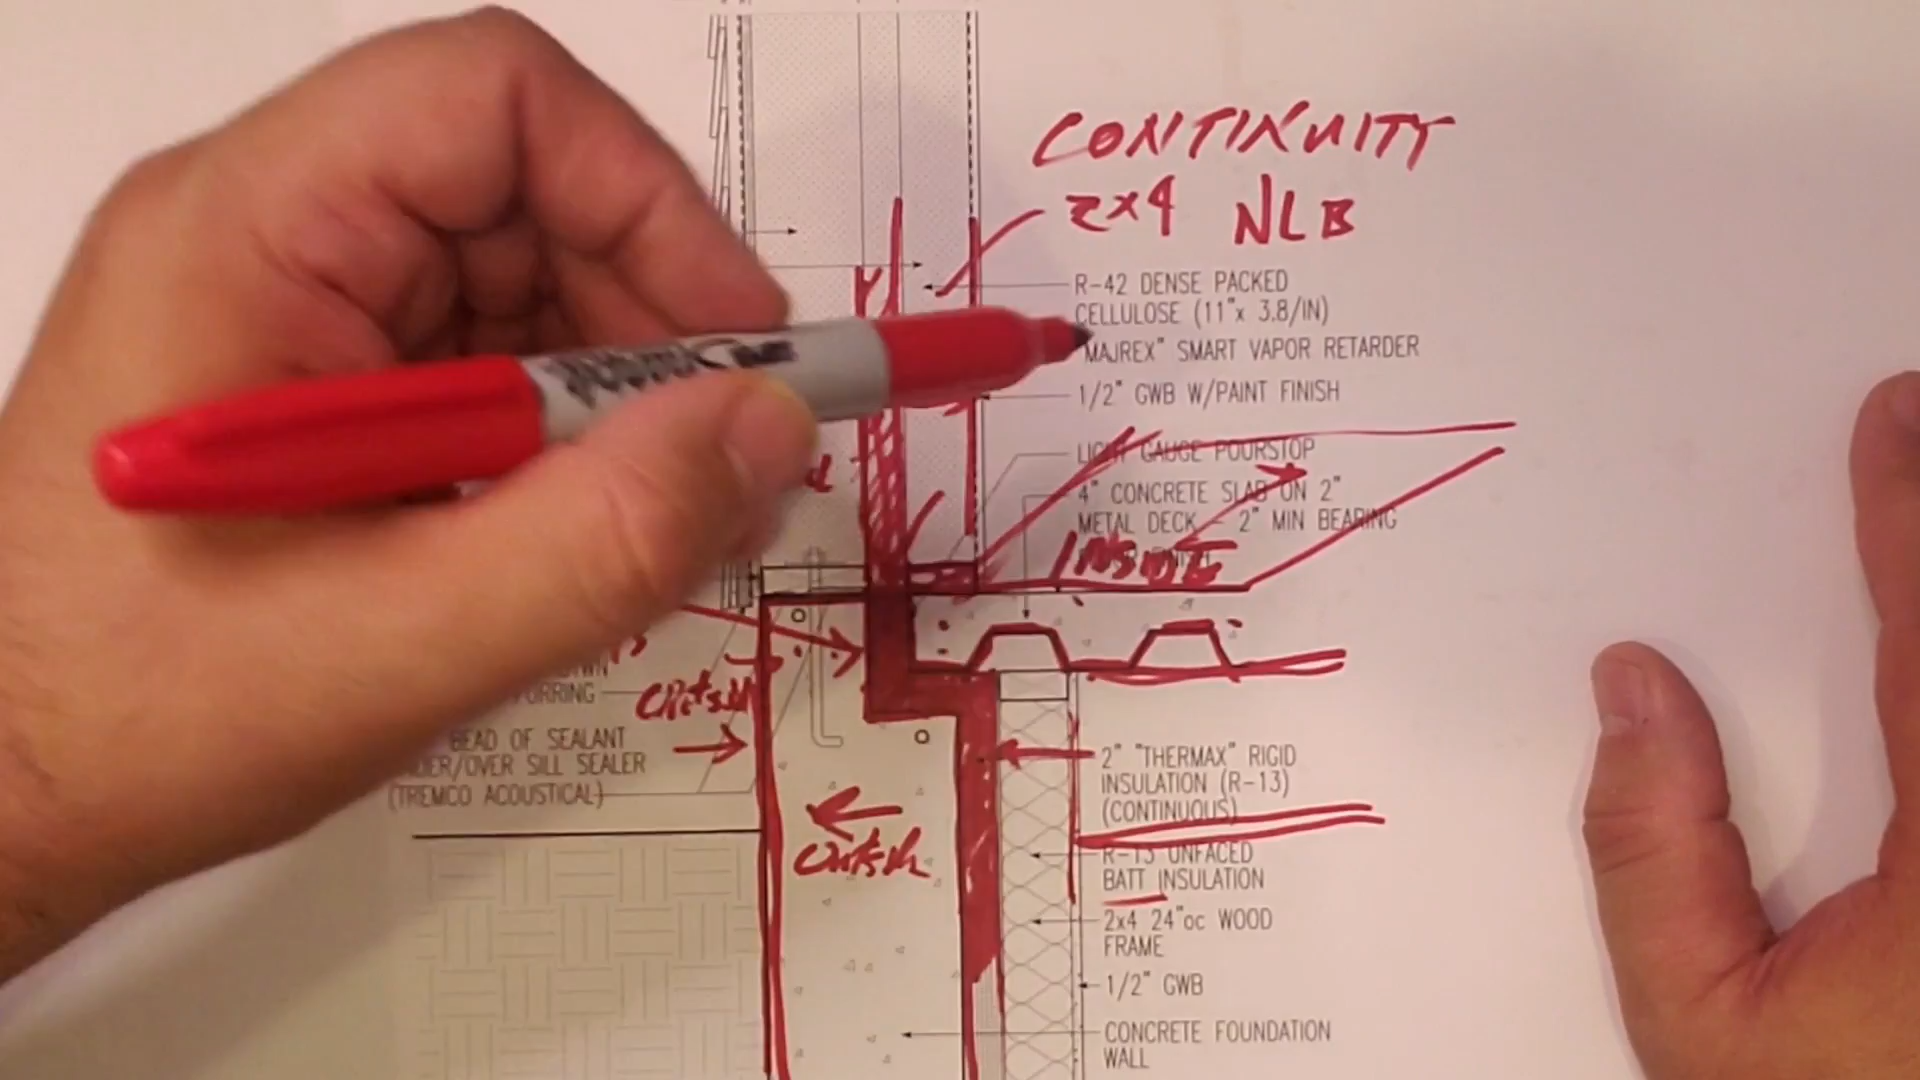 CONTINUITY
2x4 NLB
R-42 DENSE PACKED
CELLULOSE (11"x 3.8/IN)
"MAJREX" SMART VAPOR RETARDER
1/2" GWB W/PAINT FINISH
LIGHT GAUGE POURSTOP
4" CONCRETE SLAB ON 2"
METAL DECK - 2" MIN BEARING
INSIDE
outside
BEAD OF SEALANT
UNDER/OVER SILL SEALER
(TREMCO ACOUSTICAL)
outside
2" "THERMAX" RIGID
INSULATION (R-13)
(CONTINUOUS)
R-13 UNFACED
BATT INSULATION
2x4 24"oc WOOD
FRAME
1/2" GWB
CONCRETE FOUNDATION
WALL